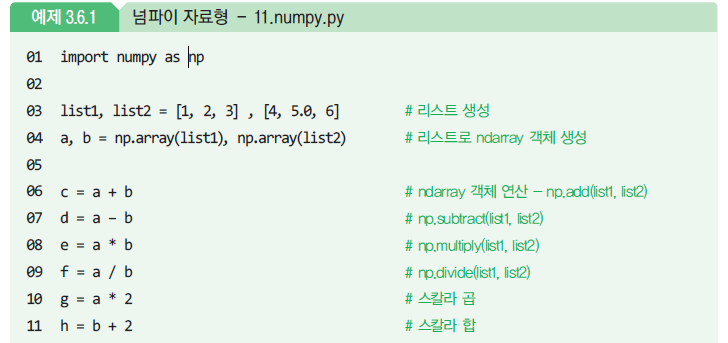 예제 3.6.1 넘파이 자료형 - 11.numpy.py
01 import numpy as np
02
03 list1, list2 = [1, 2, 3] , [4, 5.0, 6] # 리스트 생성
04 a, b = np.array(list1), np.array(list2) # 리스트로 ndarray 객체 생성
05
06 c = a + b # ndarray 객체 연산 - np.add(list1, list2)
07 d = a - b # np.subtract(list1, list2)
08 e = a * b # np.multiply(list1, list2)
09 f = a / b # np.divide(list1, list2)
10 g = a * 2 # 스칼라 곱
11 h = b + 2 # 스칼라 합